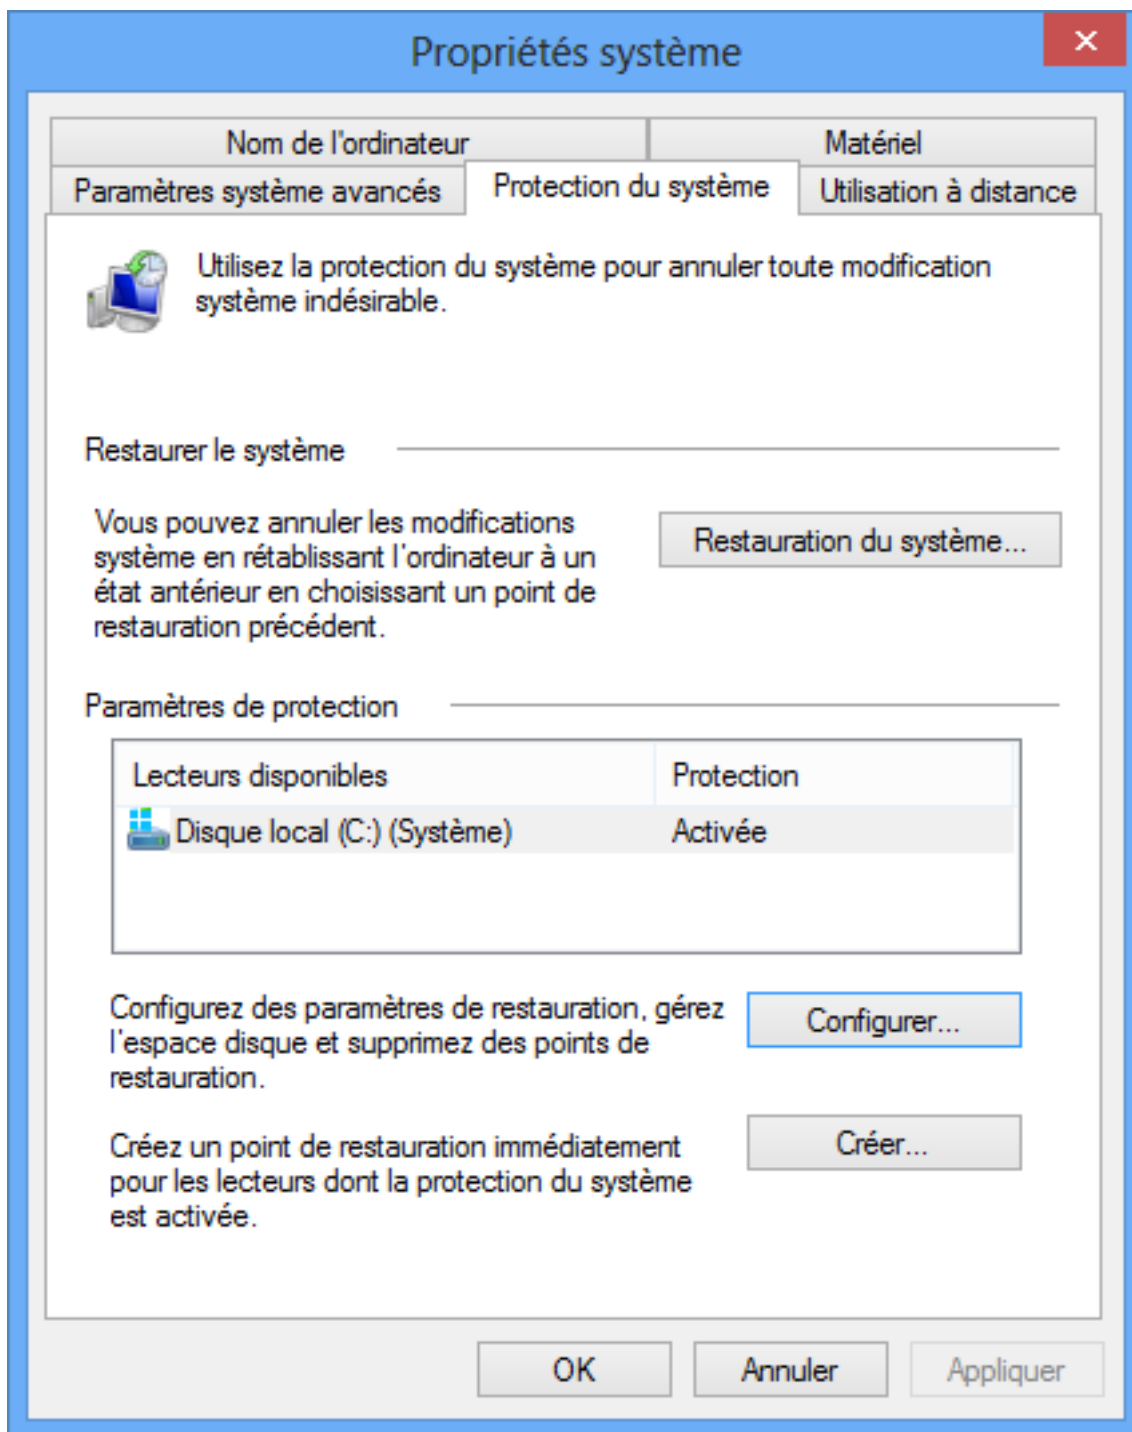 Propriétés système
Nom de l'ordinateur
Matériel
Paramètres système avancés
Protection du système
Utilisation à distance
Utilisez la protection du système pour annuler toute modification
système indésirable.
Restaurer le système
Vous pouvez annuler les modifications
système en rétablissant l'ordinateur à un
état antérieur en choisissant un point de
restauration précédent.
Restauration du système...
Paramètres de protection
Lecteurs disponibles
Protection
Disque local (C:) (Système)
Activée
Configurez des paramètres de restauration, gérez
l'espace disque et supprimez des points de
restauration.
Configurer...
Créez un point de restauration immédiatement
pour les lecteurs dont la protection du système
est activée.
Créer...
OK
Annuler
Appliquer